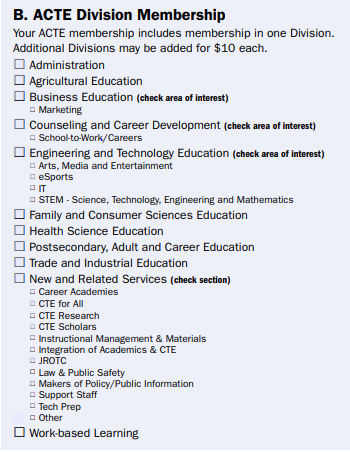 B. ACTE Division Membership
Your ACTE membership includes membership in one Division.
Additional Divisions may be added for $10 each.
☐ Administration
☐ Agricultural Education
☐ Business Education (check area of interest)
☐ Marketing
☐ Counseling and Career Development (check area of interest)
☐ School-to-Work/Careers
☐ Engineering and Technology Education (check area of interest)
☐ Arts, Media and Entertainment
☐ eSports
☐ IT
☐ STEM - Science, Technology, Engineering and Mathematics
☐ Family and Consumer Sciences Education
☐ Health Science Education
☐ Postsecondary, Adult and Career Education
☐ Trade and Industrial Education
☐ New and Related Services (check section)
☐ Career Academies
☐ CTE for All
☐ CTE Research
☐ CTE Scholars
☐ Instructional Management & Materials
☐ Integration of Academics & CTE
☐ JROTC
☐ Law & Public Safety
☐ Makers of Policy/Public Information
☐ Support Staff
☐ Tech Prep
☐ Other
☐ Work-based Learning